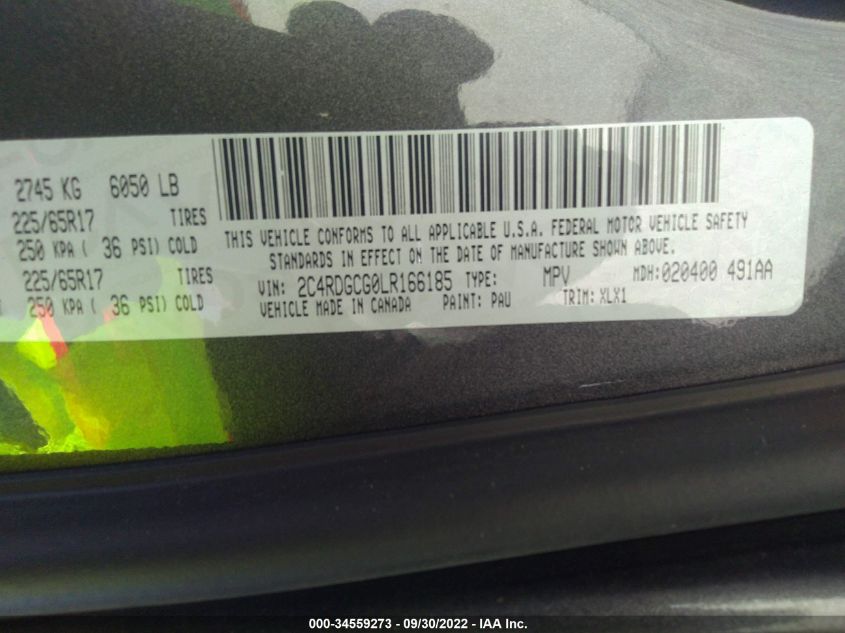 2745 KG 6050 LB
225/65R17 TIRES
250 KPA ( 36 PSI) COLD
225/65R17 TIRES
250 KPA ( 36 PSI) COLD
THIS VEHICLE CONFORMS TO ALL APPLICABLE U.S.A. FEDERAL MOTOR VEHICLE SAFETY
STANDARDS IN EFFECT ON THE DATE OF MANUFACTURE SHOWN ABOVE.
VIN: 2C4RDGCG0LR166185 TYPE: MPV MDH:020400 491AA
VEHICLE MADE IN CANADA PAINT: PAU TRIM: XLX1
000-34559273 - 09/30/2022 - IAA Inc.